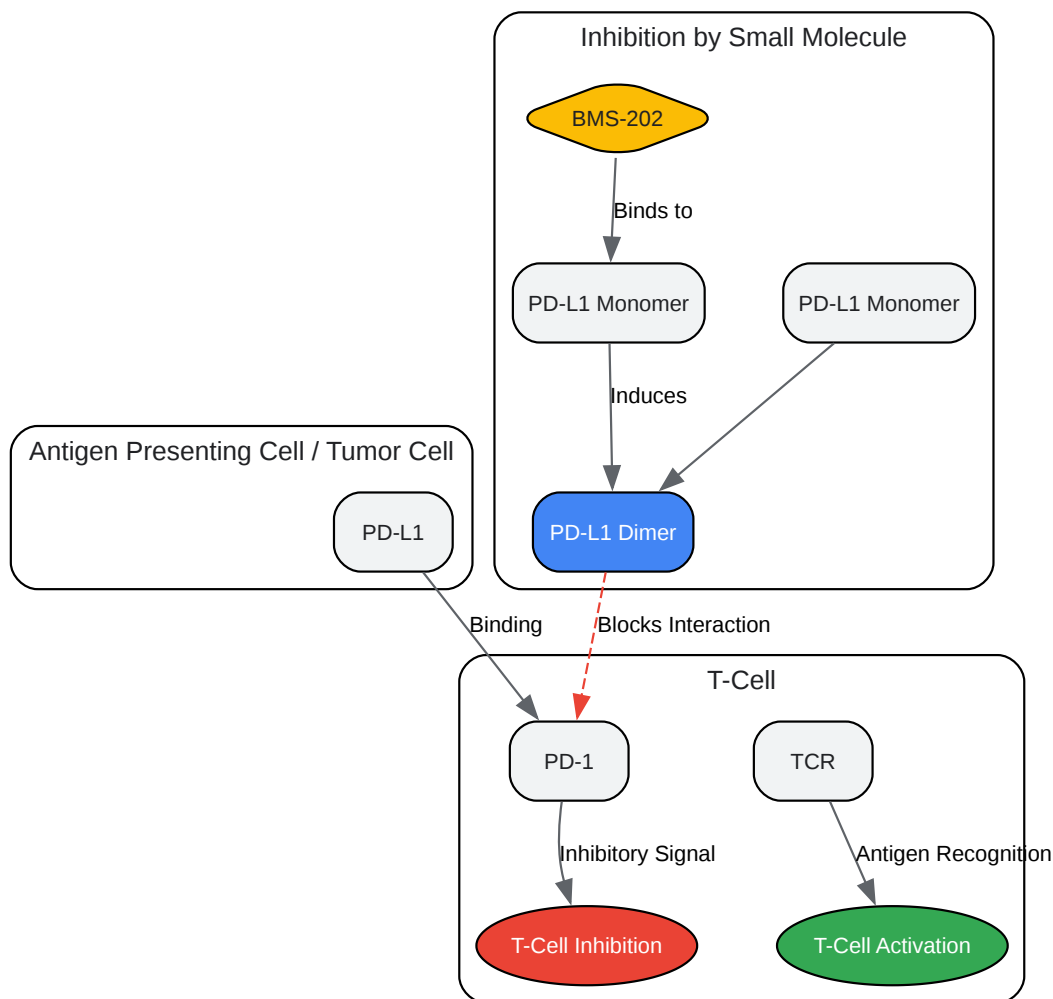 Inhibition by Small Molecule
BMS-202
Binds to
PD-L1 Monomer
PD-L1 Monomer
Induces
Antigen Presenting Cell / Tumor Cell
PD-L1
PD-L1 Dimer
Binding
Blocks Interaction
T-Cell
PD-1
TCR
Inhibitory Signal
Antigen Recognition
T-Cell Inhibition
T-Cell Activation